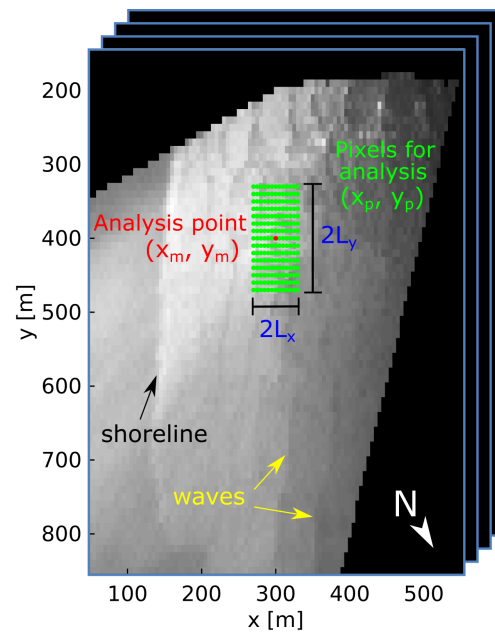 200
300
400
500
600
700
800
y [m]
Pixels for
analysis
(xp, yp)
Analysis point
(xm, ym)
2Ly
2Lx
shoreline
waves
N
100
200
300
400
500
x [m]